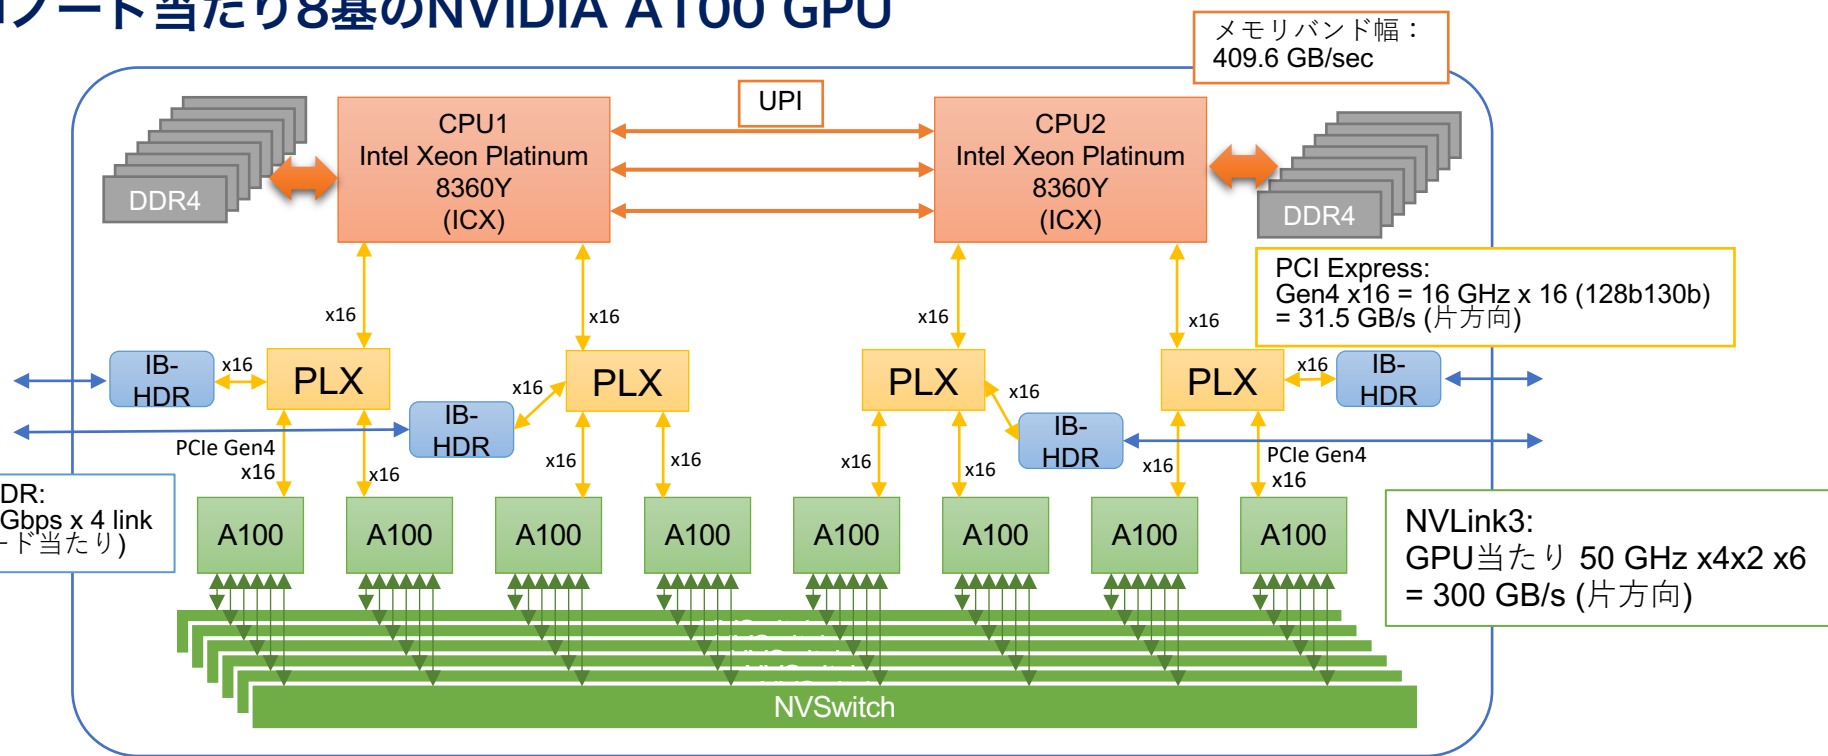 ノード当たり8基のNVIDIA A100 GPU
メモリバンド幅：
409.6 GB/sec
UPI
CPU1
Intel Xeon Platinum
8360Y
(ICX)
CPU2
Intel Xeon Platinum
8360Y
(ICX)
DDR4
DDR4
PCI Express:
Gen4 x16 = 16 GHz x 16 (128b130b)
= 31.5 GB/s (片方向)
x16
x16
x16
x16
IB-
HDR
x16
PLX
x16
PLX
PLX
x16
PLX
x16
IB-
HDR
IB-
HDR
IB-
HDR
PCIe Gen4
x16
x16
x16
x16
x16
x16
x16
PCIe Gen4
x16
DR:
Gbps x 4 link
ード当たり)
A100
A100
A100
A100
A100
A100
A100
A100
NVLink3:
GPU当たり 50 GHz x4x2 x6
= 300 GB/s (片方向)
NVSwitch